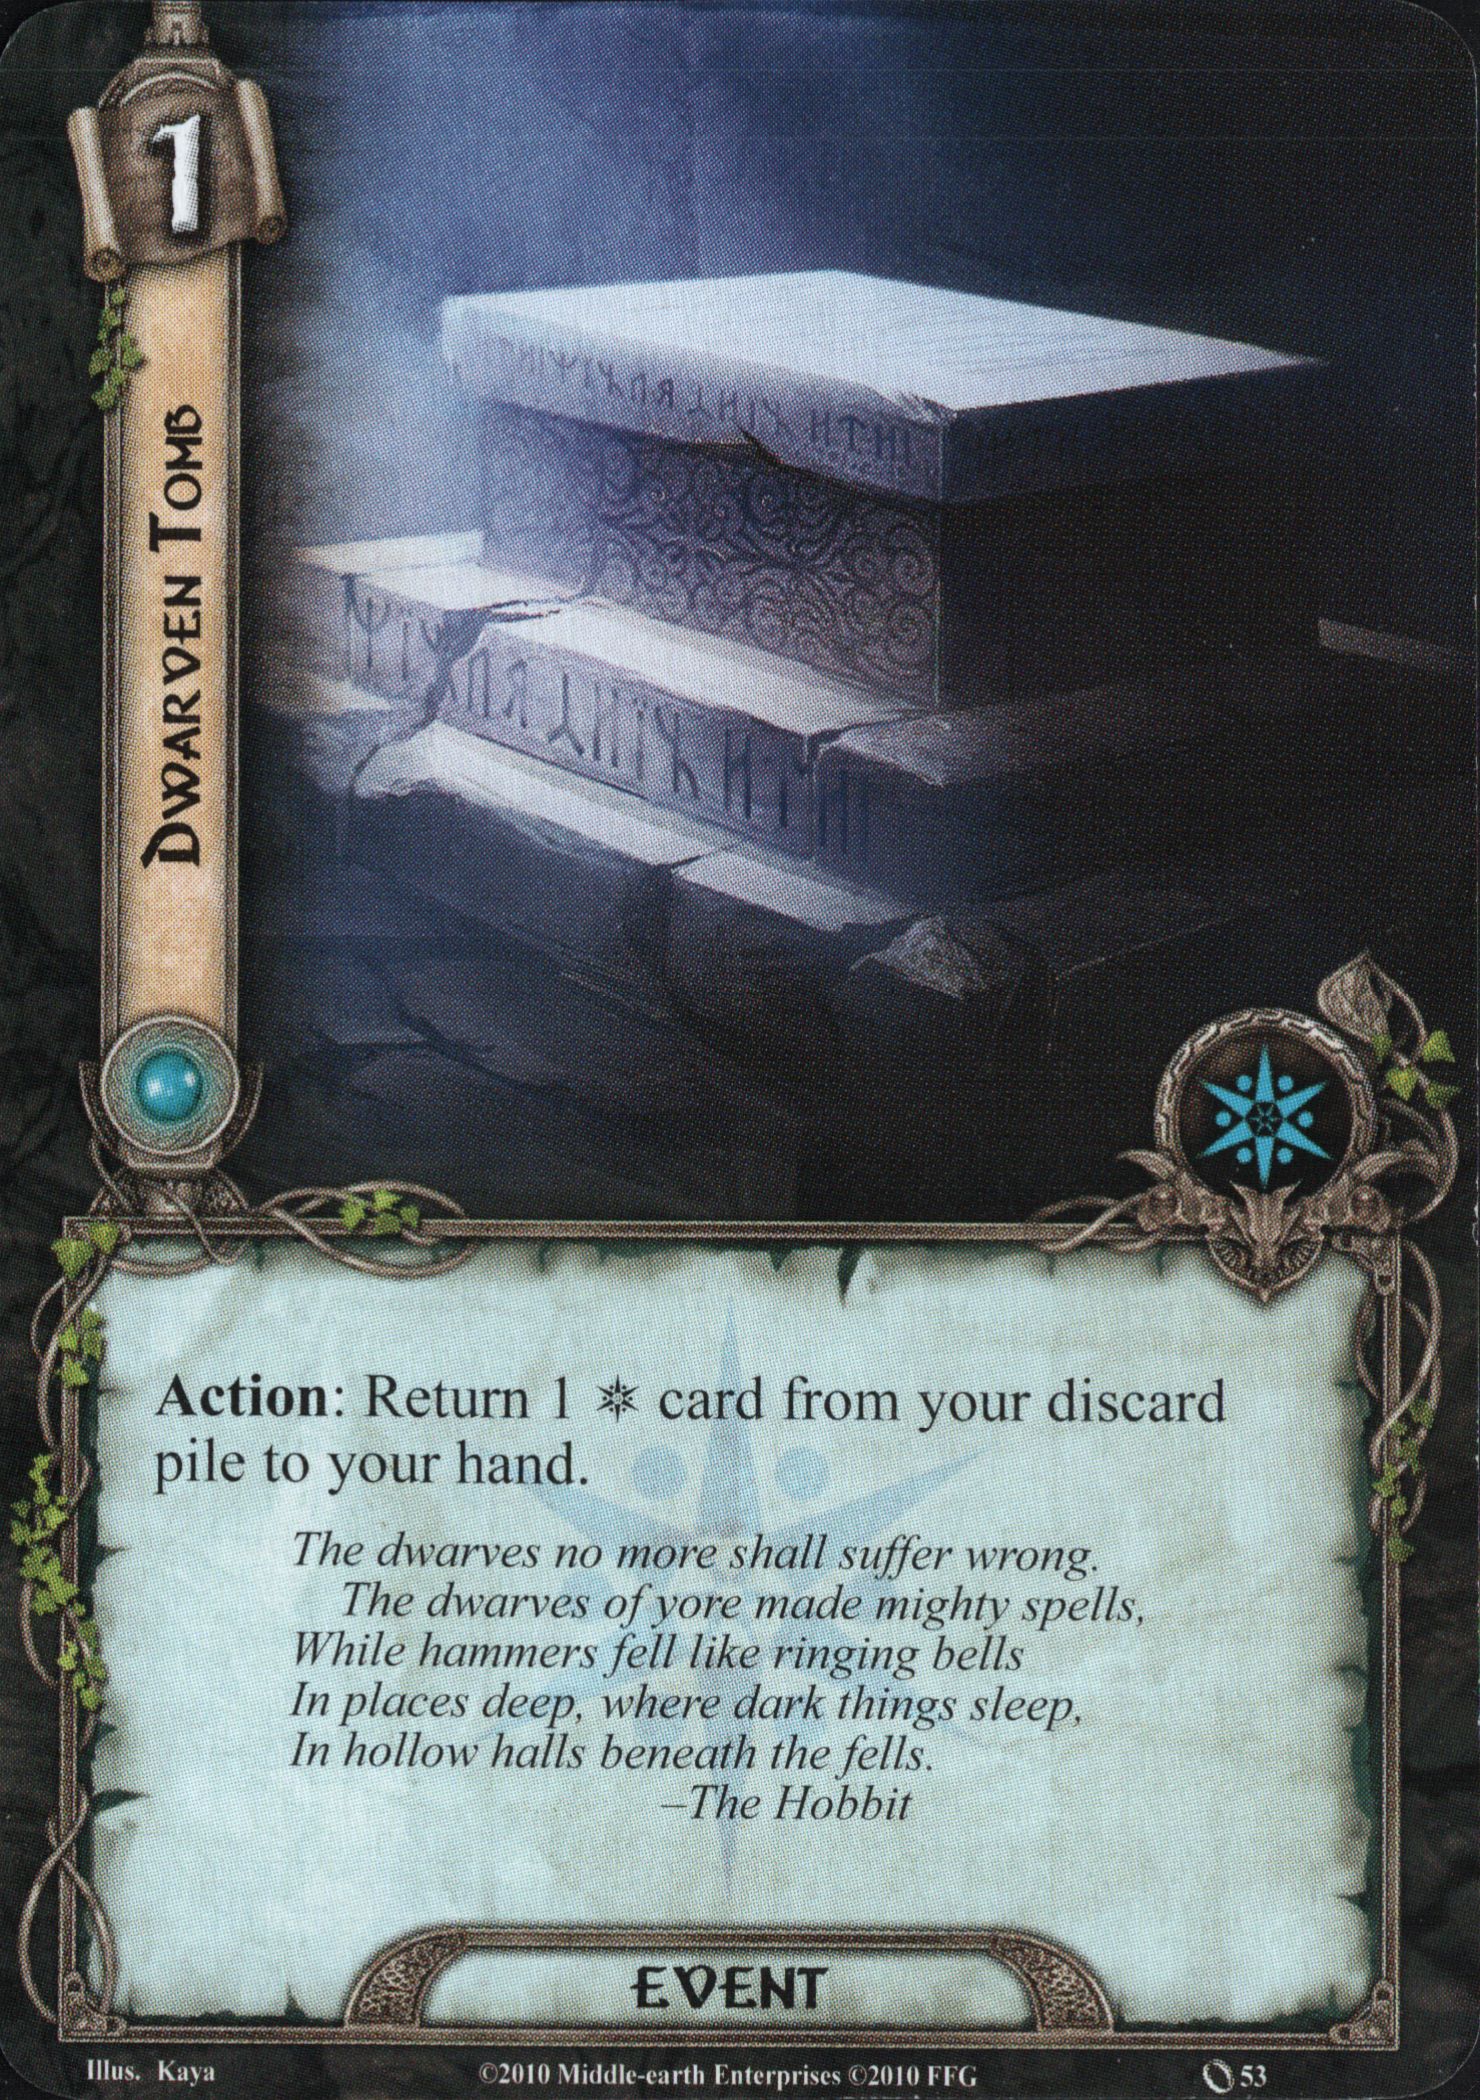 1
DWARVEN TOMB
Action: Return 1 card from your discard
pile to your hand.
The dwarves no more shall suffer wrong.
The dwarves of yore made mighty spells,
While hammers fell like ringing bells
In places deep, where dark things sleep,
In hollow halls beneath the fells.
–The Hobbit
EVENT
Illus. Kaya
©2010 Middle-earth Enterprises ©2010 FFG
53